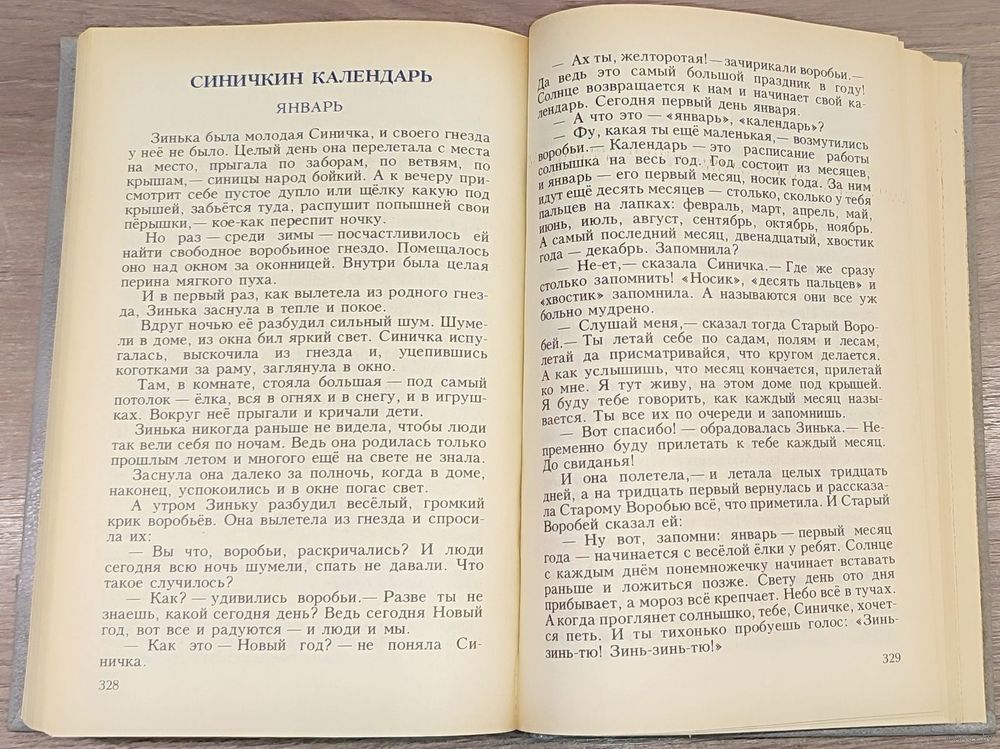 СИНИЧКИН КАЛЕНДАРЬ
ЯНВАРЬ
Зинька была молодая Синичка, и своего гнезда
у неё не было. Целый день она перелетала с места
на место, прыгала по заборам, по ветвям, по
крышам,— синицы народ бойкий. А к вечеру при-
смотрит себе пустое дупло или щёлку какую под
крышей, забьётся туда, распушит попышней свои
пёрышки,— кое-как переспит ночку.
Но раз — среди зимы — посчастливилось ей
найти свободное воробьиное гнездо. Помещалось
оно над окном за оконницей. Внутри была целая
перина мягкого пуха.
И в первый раз, как вылетела из родного гнез-
да, Зинька заснула в тепле и покое.
Вдруг ночью её разбудил сильный шум. Шуме-
ли в доме, из окна бил яркий свет. Синичка испу-
галась, выскочила из гнезда и, уцепившись
коготками за раму, заглянула в окно.
Там, в комнате, стояла большая — под самый
потолок — ёлка, вся в огнях и в снегу, и в игруш-
ках. Вокруг неё прыгали и кричали дети.
Зинька никогда раньше не видела, чтобы люди
так вели себя по ночам. Ведь она родилась только
прошлым летом и многого ещё на свете не знала.
Заснула она далеко за полночь, когда в доме,
наконец, успокоились и в окне погас свет.
А утром Зиньку разбудил весёлый, громкий
крик воробьёв. Она вылетела из гнезда и спроси-
ла их:
— Вы что, воробьи, раскричались? И люди
сегодня всю ночь шумели, спать не давали. Что
такое случилось?
— Как? — удивились воробьи.— Разве ты не
знаешь, какой сегодня день? Ведь сегодня Новый
год, вот все и радуются — и люди и мы.
— Как это — Новый год? — не поняла Си-
ничка.
328
— Ах ты, желторотая! — зачирикали воробьи.—
Да ведь это самый большой праздник в году!
Солнце возвращается к нам и начинает свой ка-
лендарь. Сегодня первый день января.
— А что это — «январь», «календарь»?
— Фу, какая ты ещё маленькая,— возмутились
воробьи.— Календарь — это расписание работы
солнышка на весь год. Год состоит из месяцев,
и январь — его первый месяц, носик года. За ним
идут ещё десять месяцев — столько, сколько у тебя
пальцев на лапках: февраль, март, апрель, май,
июнь, июль, август, сентябрь, октябрь, ноябрь.
А самый последний месяц, двенадцатый, хвостик
года — декабрь. Запомнила?
— Не-ет,— сказала Синичка.— Где же сразу
столько запомнить! «Носик», «десять пальцев» и
«хвостик» запомнила. А называются они все уж
больно мудрено.
— Слушай меня,— сказал тогда Старый Воро-
бей.— Ты летай себе по садам, полям и лесам,
летай да присматривайся, что кругом делается.
А как услышишь, что месяц кончается, прилетай
ко мне. Я тут живу, на этом доме под крышей.
Я буду тебе говорить, как каждый месяц назы-
вается. Ты все их по очереди и запомнишь.
— Вот спасибо! — обрадовалась Зинька.— Не-
пременно буду прилетать к тебе каждый месяц.
До свиданья!
И она полетела,— и летала целых тридцать
дней, а на тридцать первый вернулась и рассказа-
ла Старому Воробью всё, что приметила. И Старый
Воробей сказал ей:
— Ну вот, запомни: январь — первый месяц
года — начинается с весёлой ёлки у ребят. Солнце
с каждым днём понемножечку начинает вставать
раньше и ложиться позже. Свету день ото дня
прибывает, а мороз всё крепчает. Небо всё в тучах.
А когда проглянет солнышко, тебе, Синичке, хочет-
ся петь. И ты тихонько пробуешь голос: «Зинь-
зинь-тю! Зинь-зинь-тю!»
329